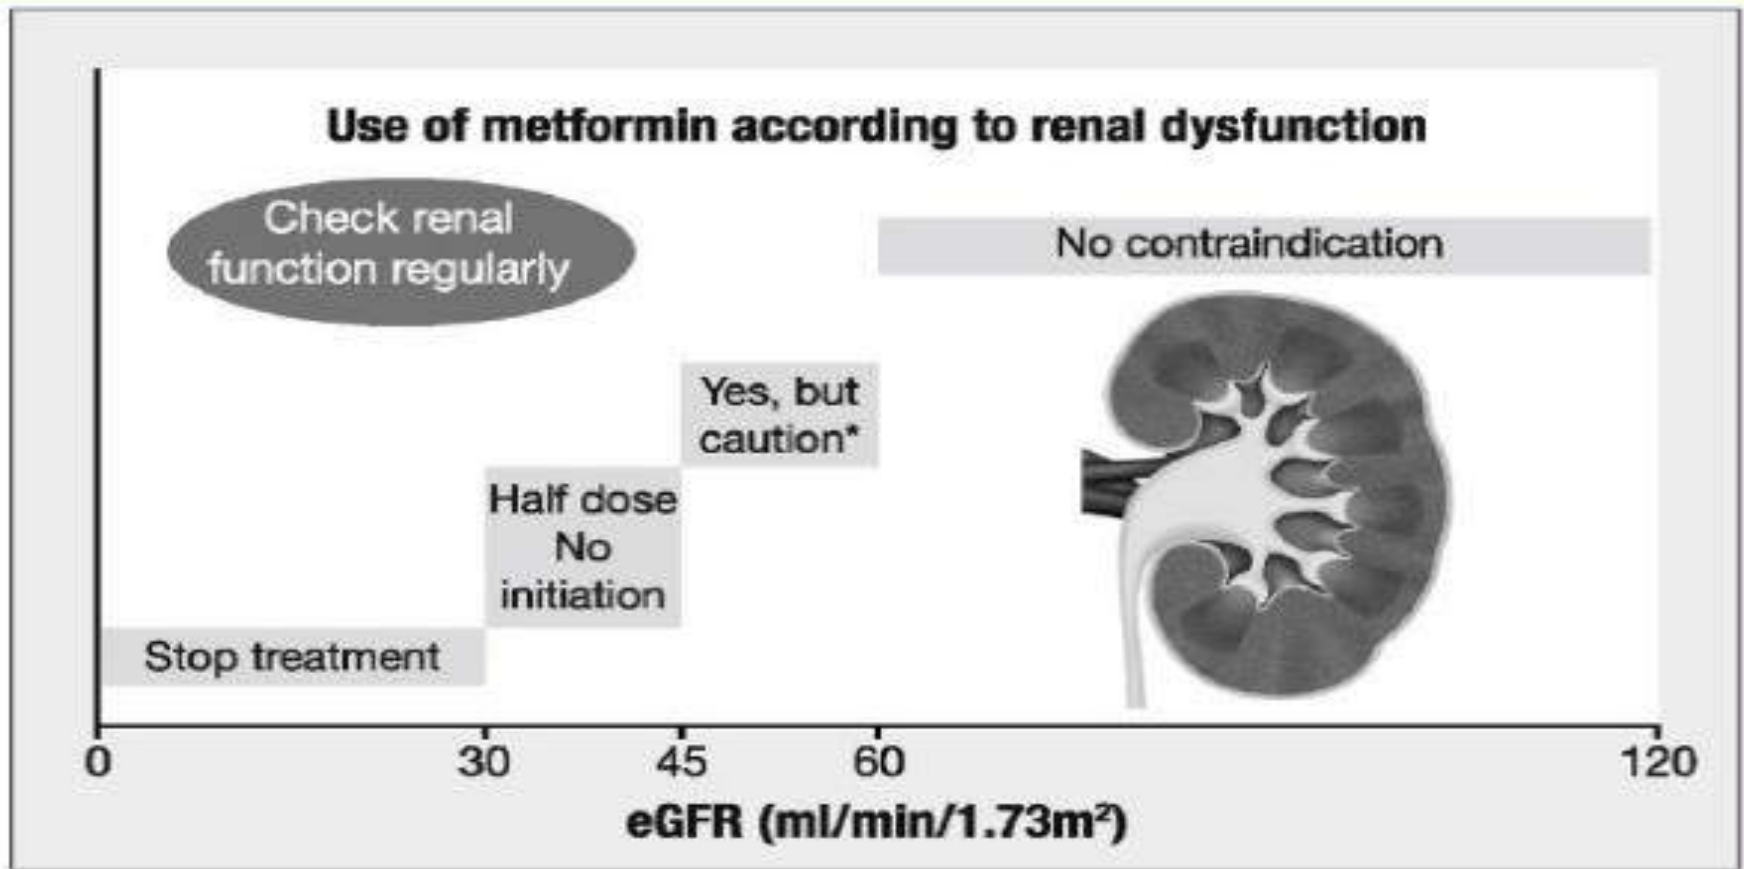 Use of metformin according to renal dysfunction
Check renal
function regularly
No contraindication
Yes, but
caution*
Half dose
No
initiation
Stop treatment
0 30 45 60 120
eGFR (ml/min/1.73m²)